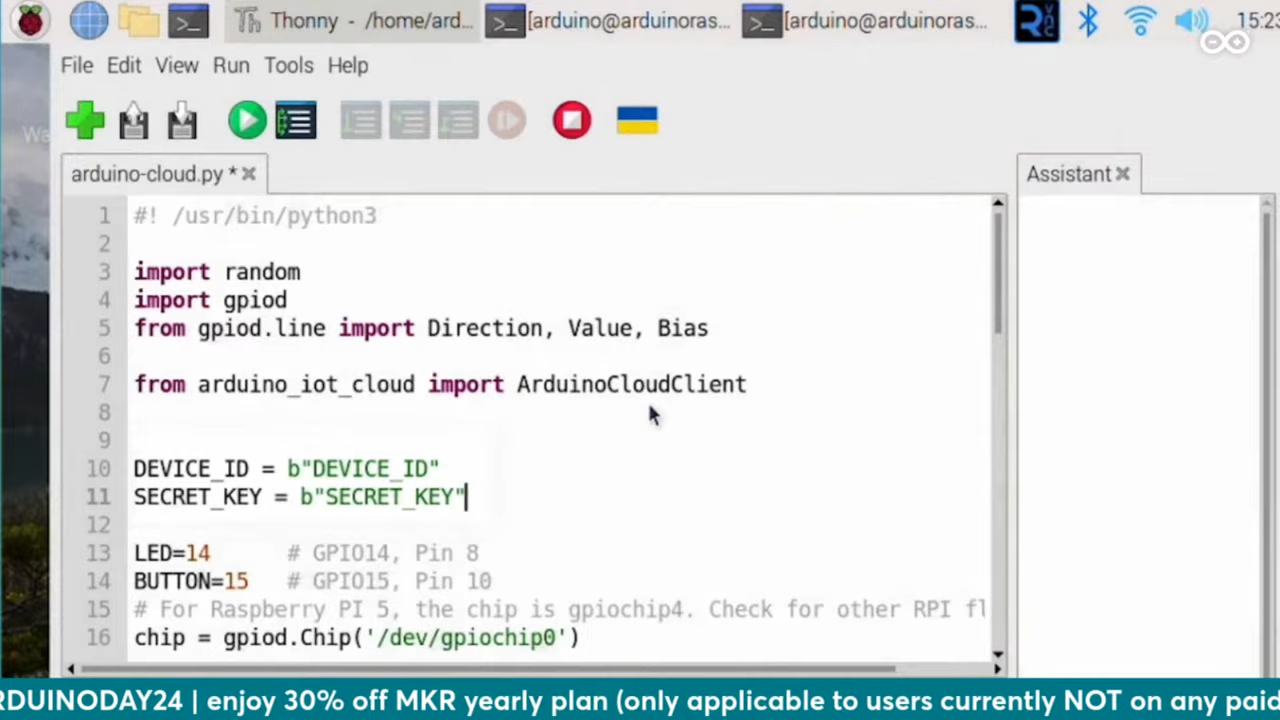 Thonny - /home/ard...
[arduino@arduinoras...
[arduino@arduinoras...
15:23
File Edit View Run Tools Help
arduino-cloud.py *
Assistant
1 #! /usr/bin/python3
2
3 import random
4 import gpiod
5 from gpiod.line import Direction, Value, Bias
6
7 from arduino_iot_cloud import ArduinoCloudClient
8
9
10 DEVICE_ID = b"DEVICE_ID"
11 SECRET_KEY = b"SECRET_KEY"
12
13 LED=14 # GPIO14, Pin 8
14 BUTTON=15 # GPIO15, Pin 10
15 # For Raspberry PI 5, the chip is gpiochip4. Check for other RPI fl
16 chip = gpiod.Chip('/dev/gpiochip0')
RDUINODAY24 | enjoy 30% off MKR yearly plan (only applicable to users currently NOT on any paid